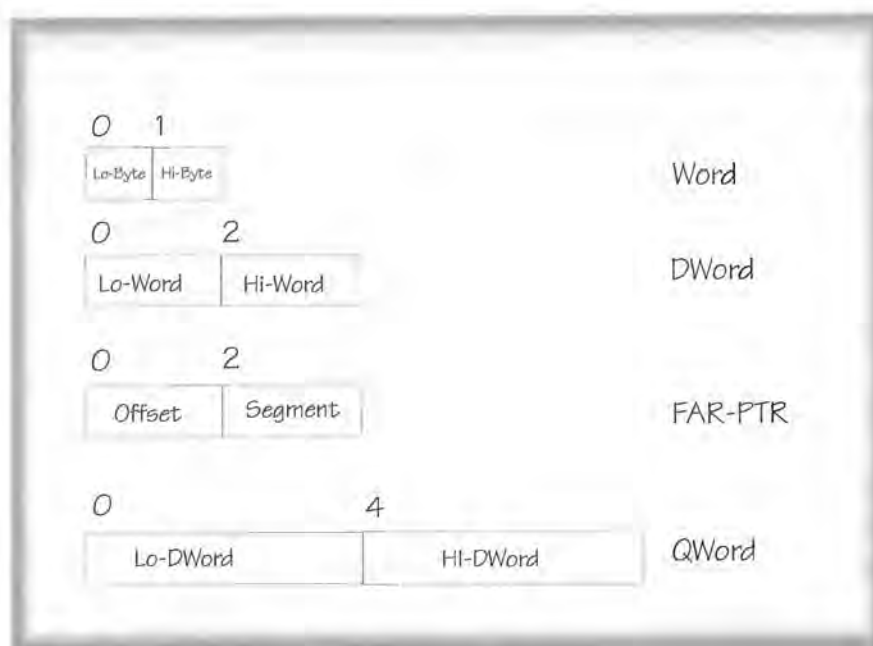 0 1
Lo-Byte Hi-Byte Word
0 2
Lo-Word Hi-Word DWord
0 2
Offset Segment FAR-PTR
0 4
Lo-DWord HI-DWord QWord